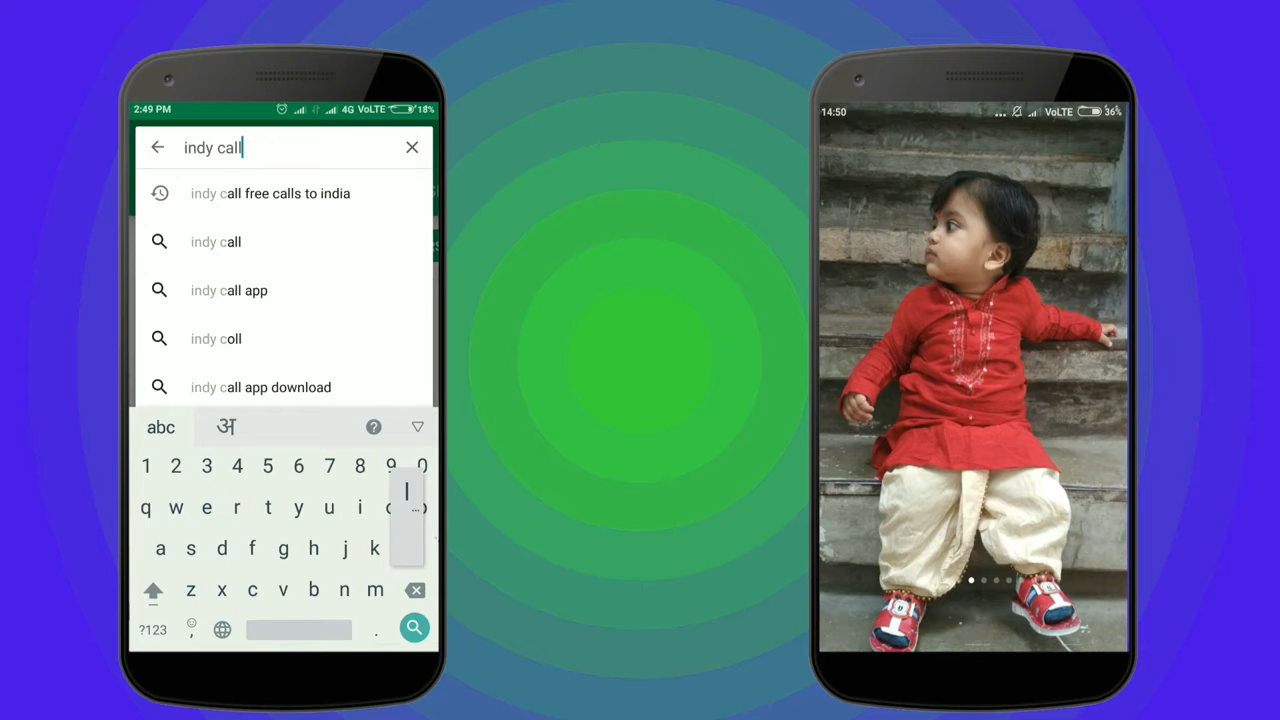 2:49 PM 4G VoLTE 18%
indy call
indy call free calls to india
indy call
indy call app
indy coll
indy call app download
abc अ ?
1 2 3 4 5 6 7 8 9 0
q w e r t y u i
l
a s d f g h j k
z x c v b n m
?123 , .
14:50 VoLTE 36%